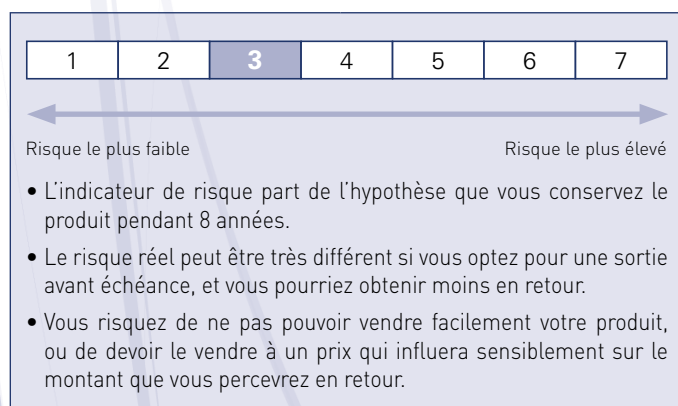 1 2 3 4 5 6 7
Risque le plus faible Risque le plus élevé
• L'indicateur de risque part de l'hypothèse que vous conservez le
produit pendant 8 années.
• Le risque réel peut être très différent si vous optez pour une sortie
avant échéance, et vous pourriez obtenir moins en retour.
• Vous risquez de ne pas pouvoir vendre facilement votre produit,
ou de devoir le vendre à un prix qui influera sensiblement sur le
montant que vous percevrez en retour.